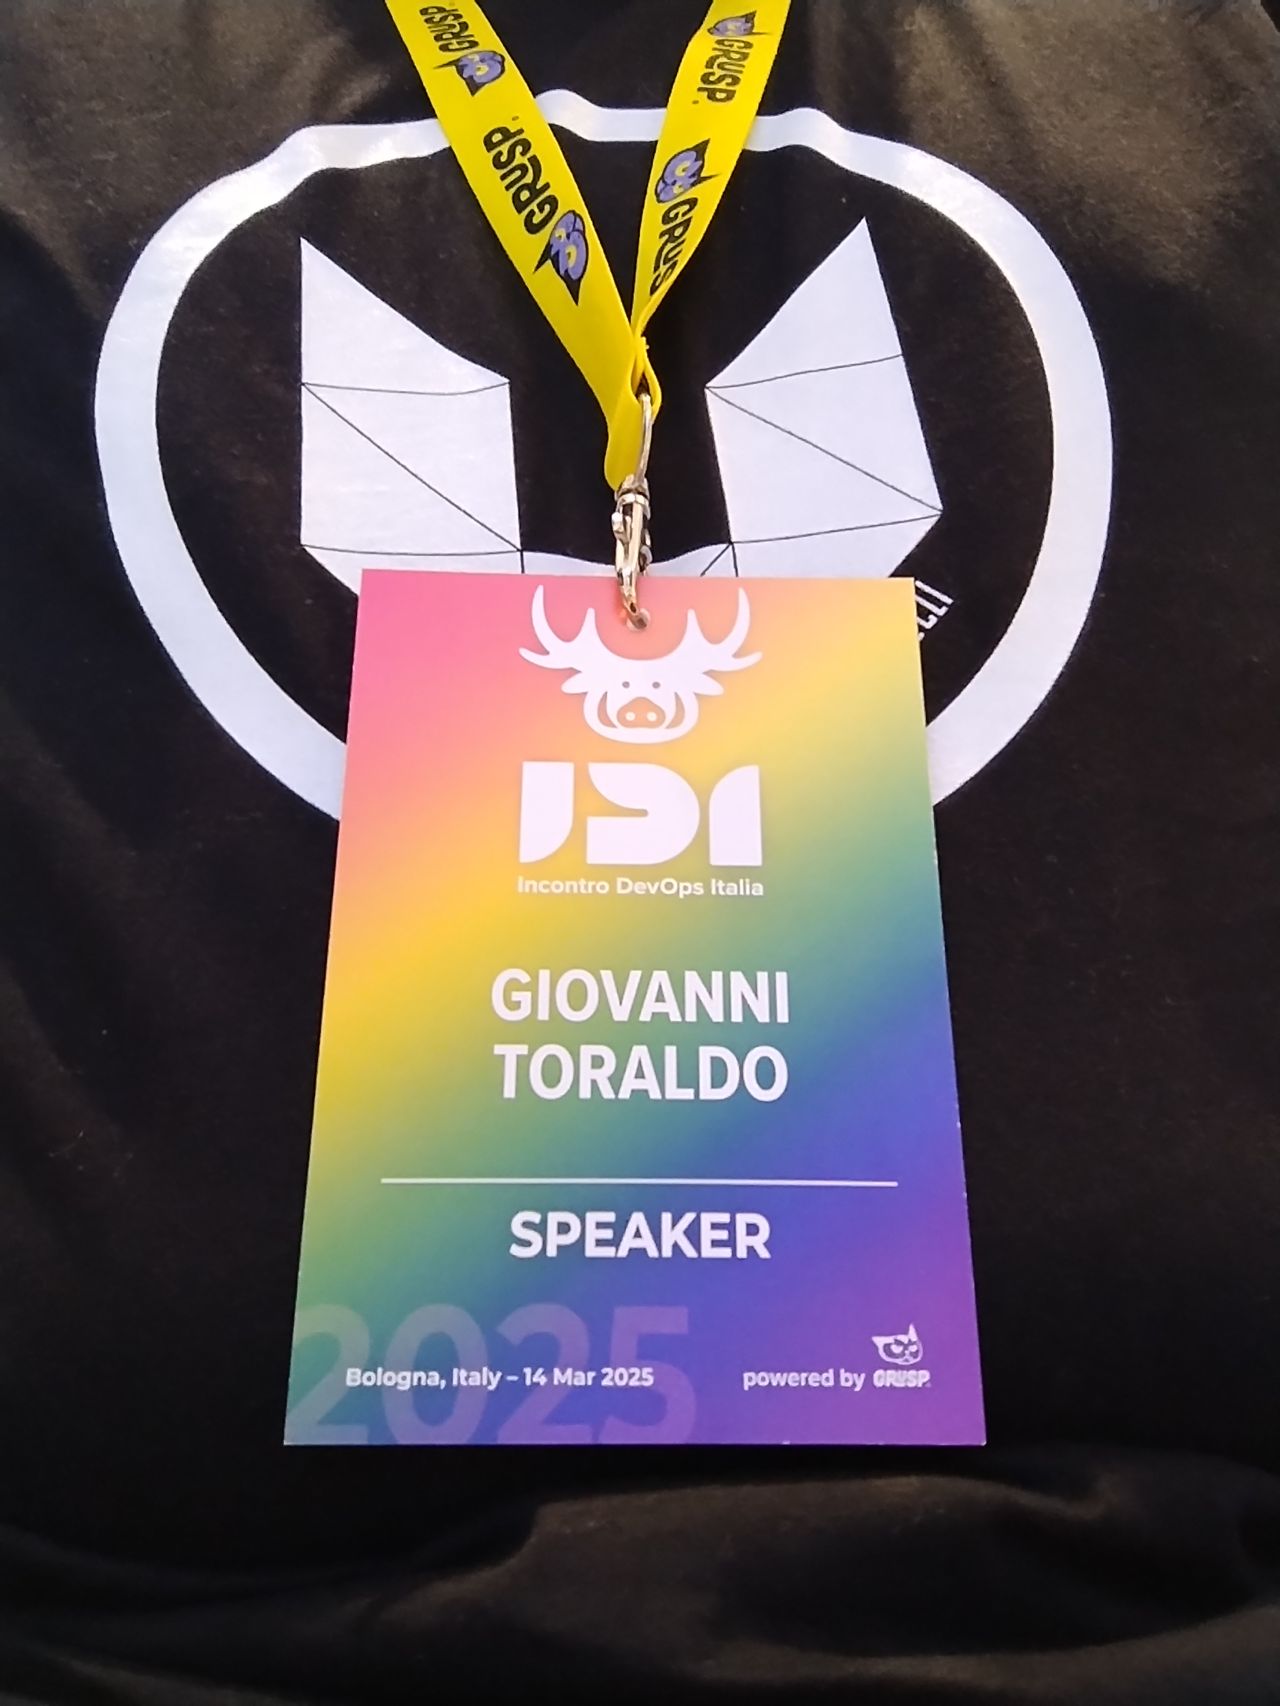 GRUSP.
GRUSP.
GRUSP.
GRUS
IDI
Incontro DevOps Italia
GIOVANNI
TORALDO
SPEAKER
2025
Bologna, Italy – 14 Mar 2025
powered by GRUSP.